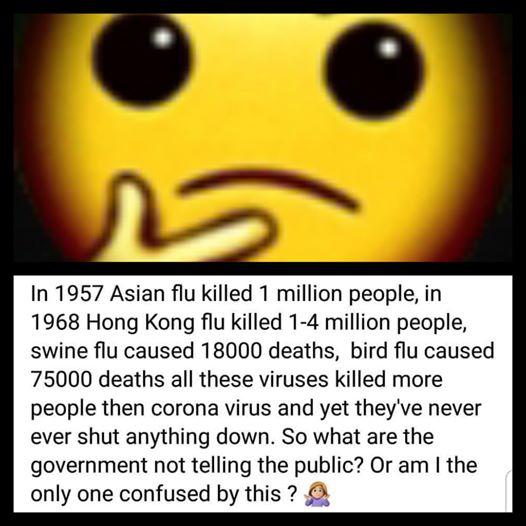 In 1957 Asian flu killed 1 million people, in
1968 Hong Kong flu killed 1-4 million people,
swine flu caused 18000 deaths,  bird flu caused
75000 deaths all these viruses killed more
people then corona virus and yet they've never
ever shut anything down. So what are the
government not telling the public? Or am I the
only one confused by this ? 🤷🏼‍♀️